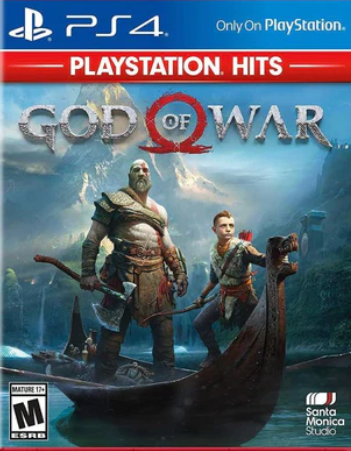 PS4
Only On PlayStation®
PLAYSTATION® HITS
GOD OF WAR
MATURE 17+
M
ESRB
Santa
Monica
Studio